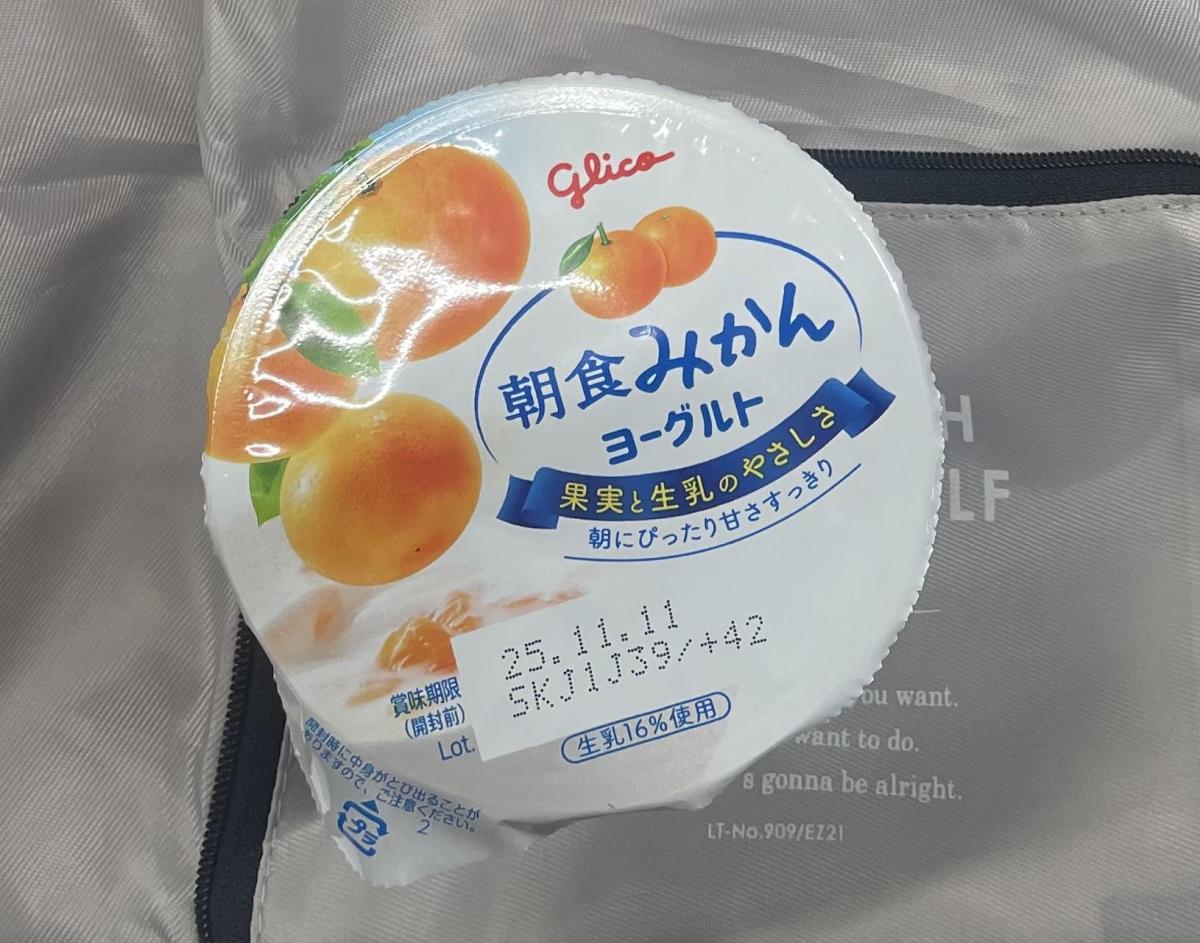 Glico
朝食みかん
ヨーグルト
果実と生乳のやさしさ
朝にぴったり甘さすっきり
賞味期限
(開封前)
25.11.11
Lot.
SKJ1J39/+42
生乳16%使用
開封時に中身がとび出ることが
ありますので、ご注意ください。
プラ
2
H
LF
you want.
want to do.
s gonna be alright.
LT-No.909/EZ21